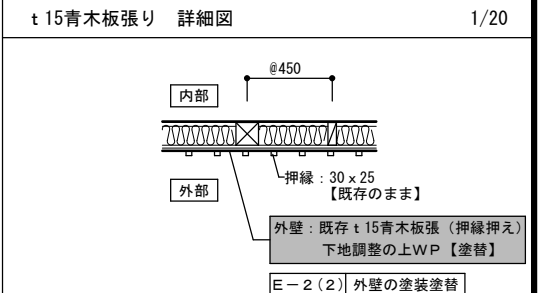 t 15青木板張り 詳細図 1/20
@450
内部
押縁：30ｘ25
【既存のまま】
外部
外壁：既存ｔ15青木板張（押縁押え）
下地調整の上ＷＰ【塗替】
Ｅ－２(２) 外壁の塗装塗替